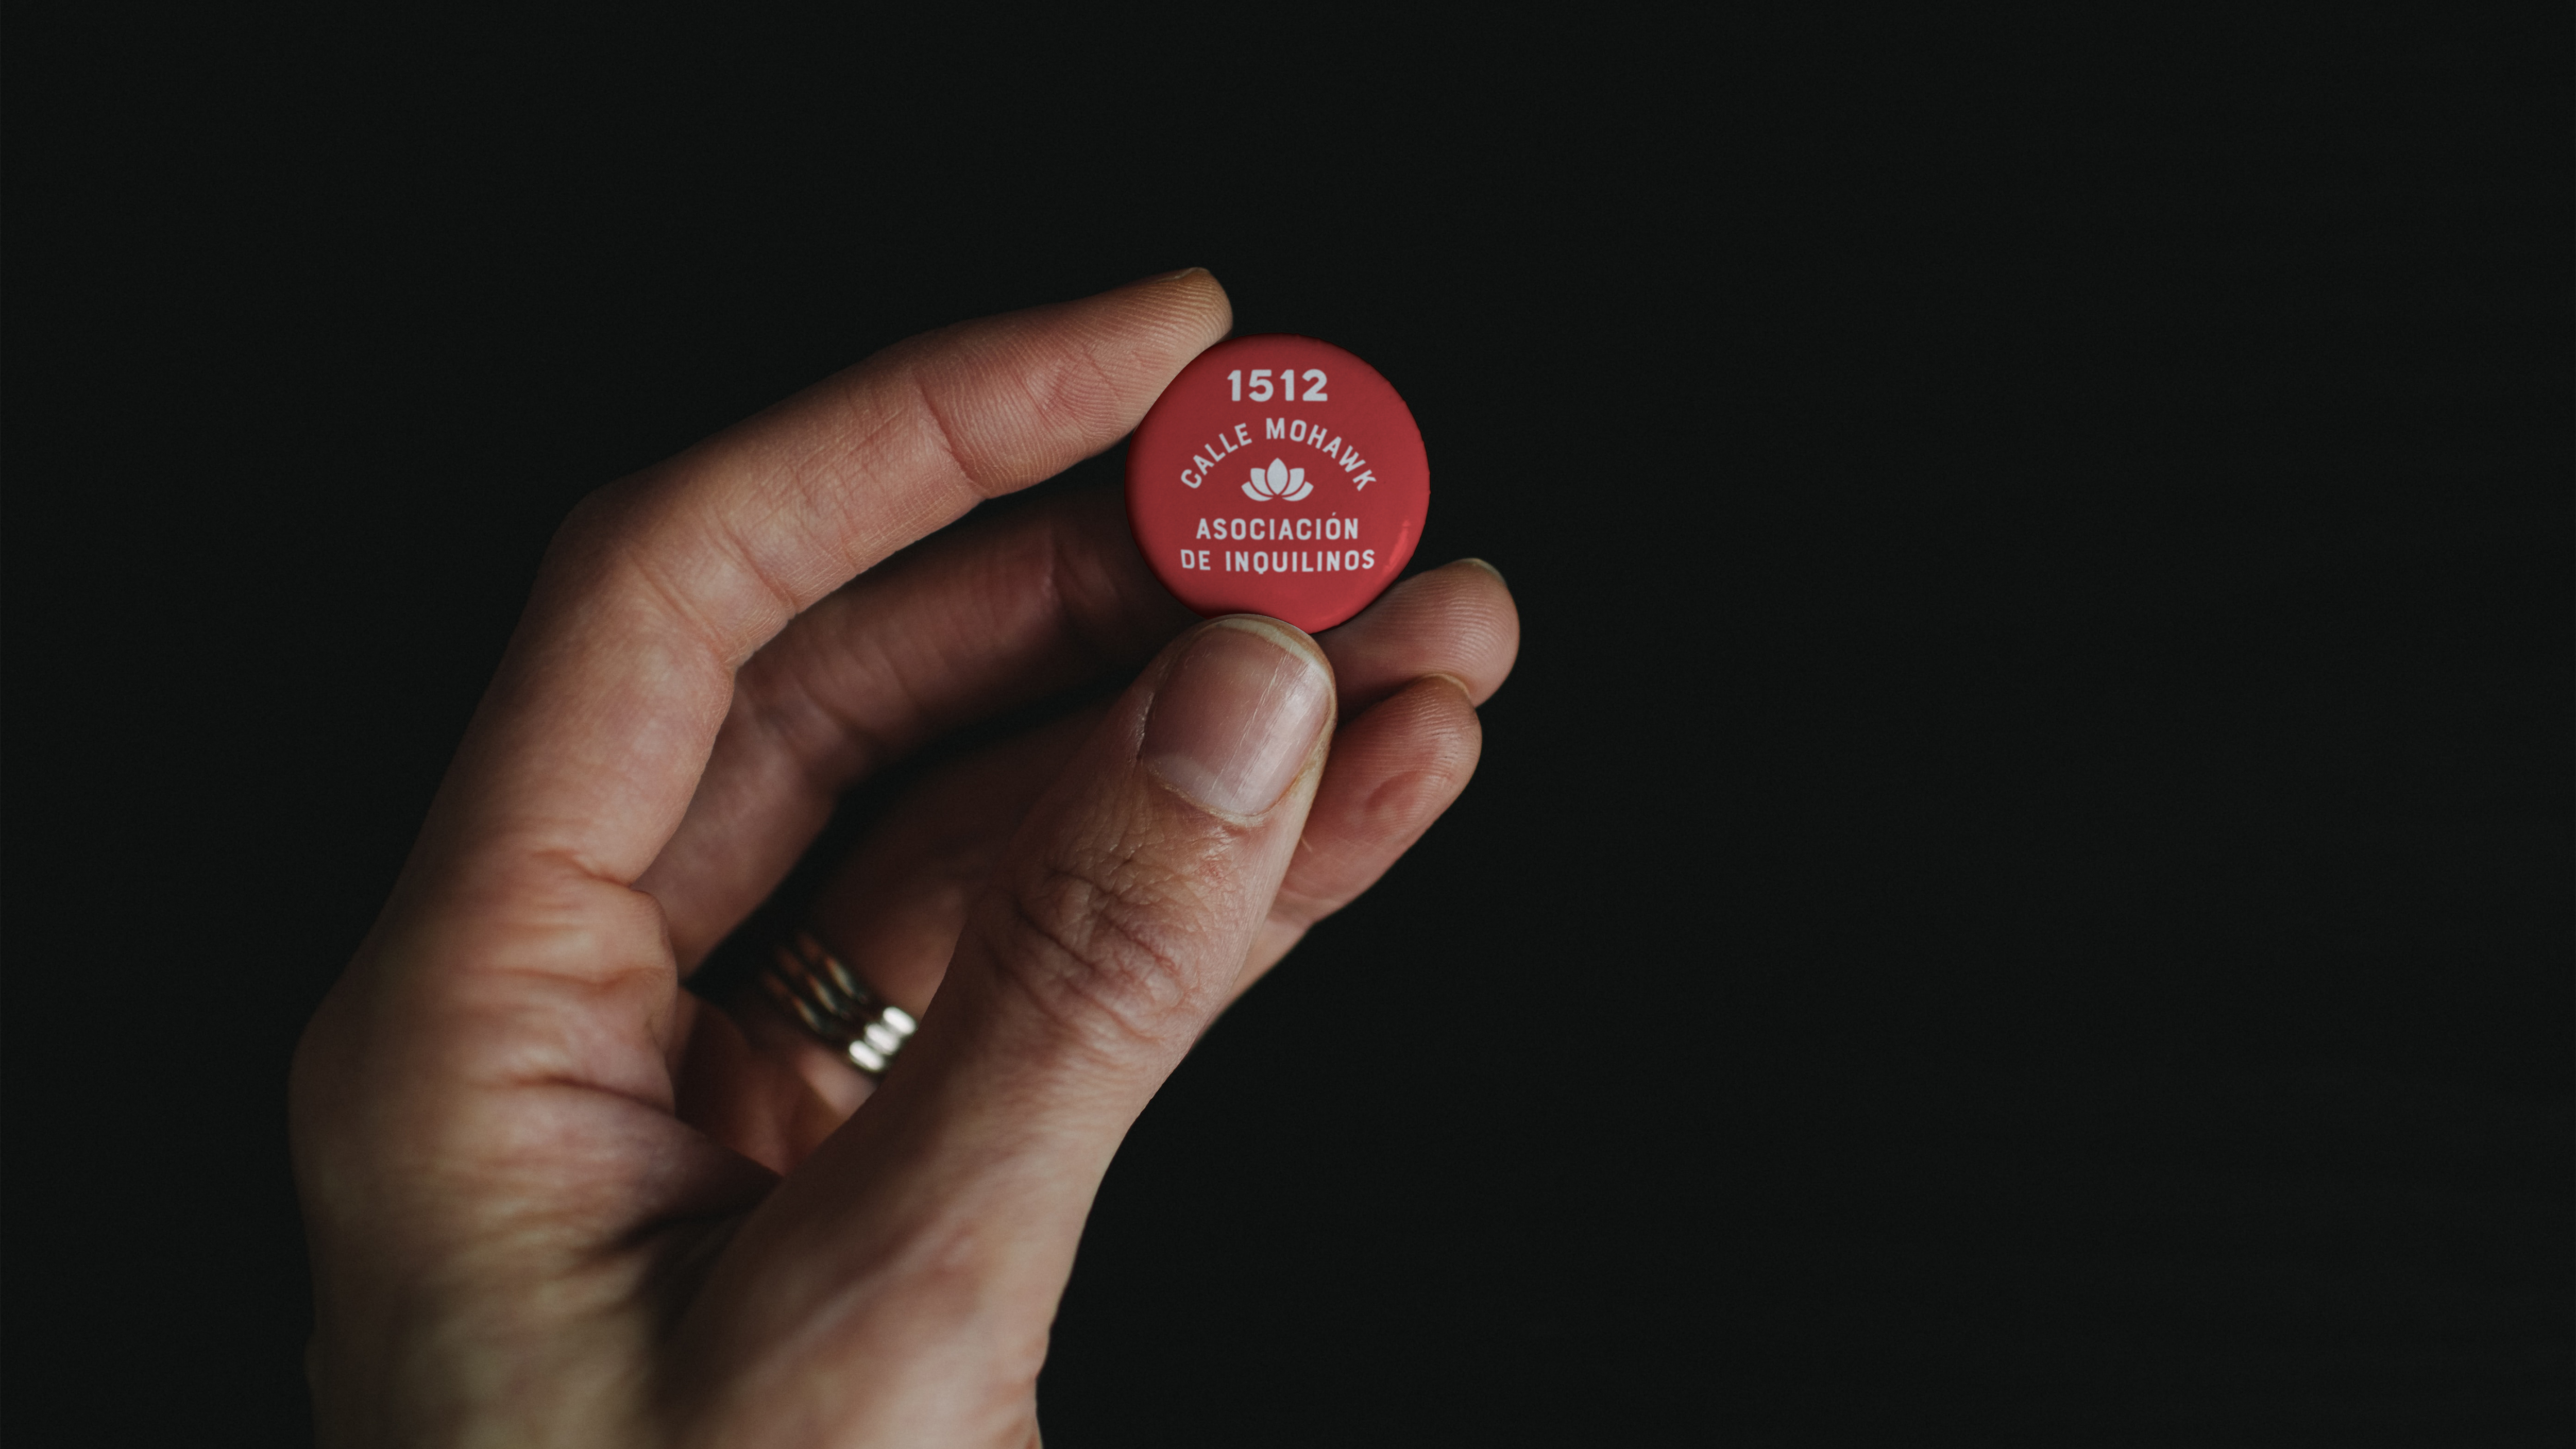 1512
CALLE MOHAWK
ASOCIACIÓN
DE INQUILINOS